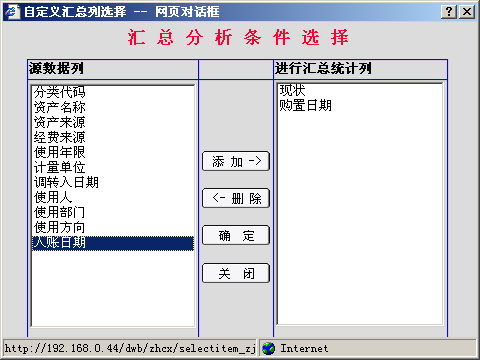 自定义汇总列选择 -- 网页对话框
汇总分析条件选择
源数据列
进行汇总统计列
分类代码
资产名称
资产来源
经费来源
使用年限
计量单位
调转入日期
使用人
使用部门
使用方向
入账日期
现状
购置日期
添 加 ->
<- 删 除
确 定
关 闭
http://192.168.0.44/dwb/zhcx/selectitem_zj
Internet